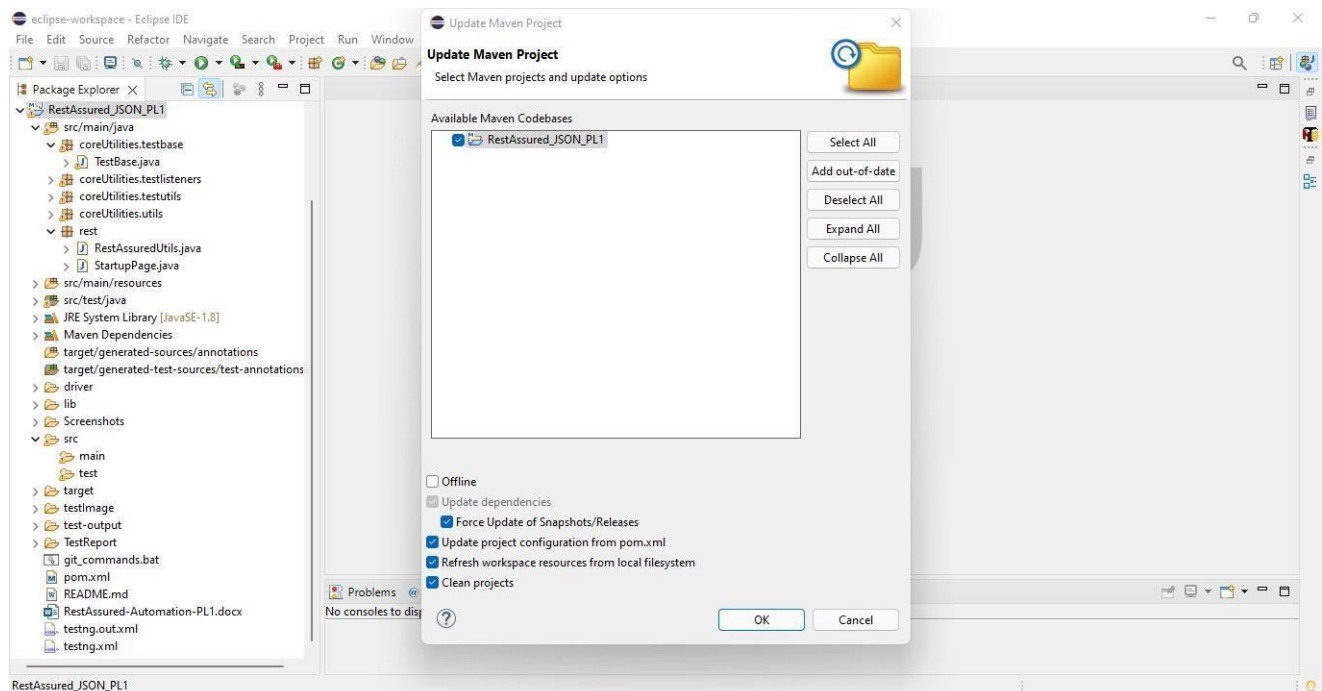 eclipse-workspace - Eclipse IDE
File Edit Source Refactor Navigate Search Project Run Window
Package Explorer
RestAssured_JSON_PL1
src/main/java
coreUtilities.testbase
TestBase.java
coreUtilities.testlisteners
coreUtilities.testutils
coreUtilities.utils
rest
RestAssuredUtils.java
StartupPage.java
src/main/resources
src/test/java
JRE System Library [JavaSE-1.8]
Maven Dependencies
target/generated-sources/annotations
target/generated-test-sources/test-annotations
driver
lib
Screenshots
src
main
test
target
testImage
test-output
TestReport
git_commands.bat
pom.xml
README.md
RestAssured-Automation-PL1.docx
testng.out.xml
testng.xml
RestAssured_JSON_PL1
Update Maven Project
Update Maven Project
Select Maven projects and update options
Available Maven Codebases
RestAssured_JSON_PL1
Select All
Add out-of-date
Deselect All
Expand All
Collapse All
Offline
Update dependencies
Force Update of Snapshots/Releases
Update project configuration from pom.xml
Refresh workspace resources from local filesystem
Clean projects
OK Cancel
Problems @
No consoles to disp